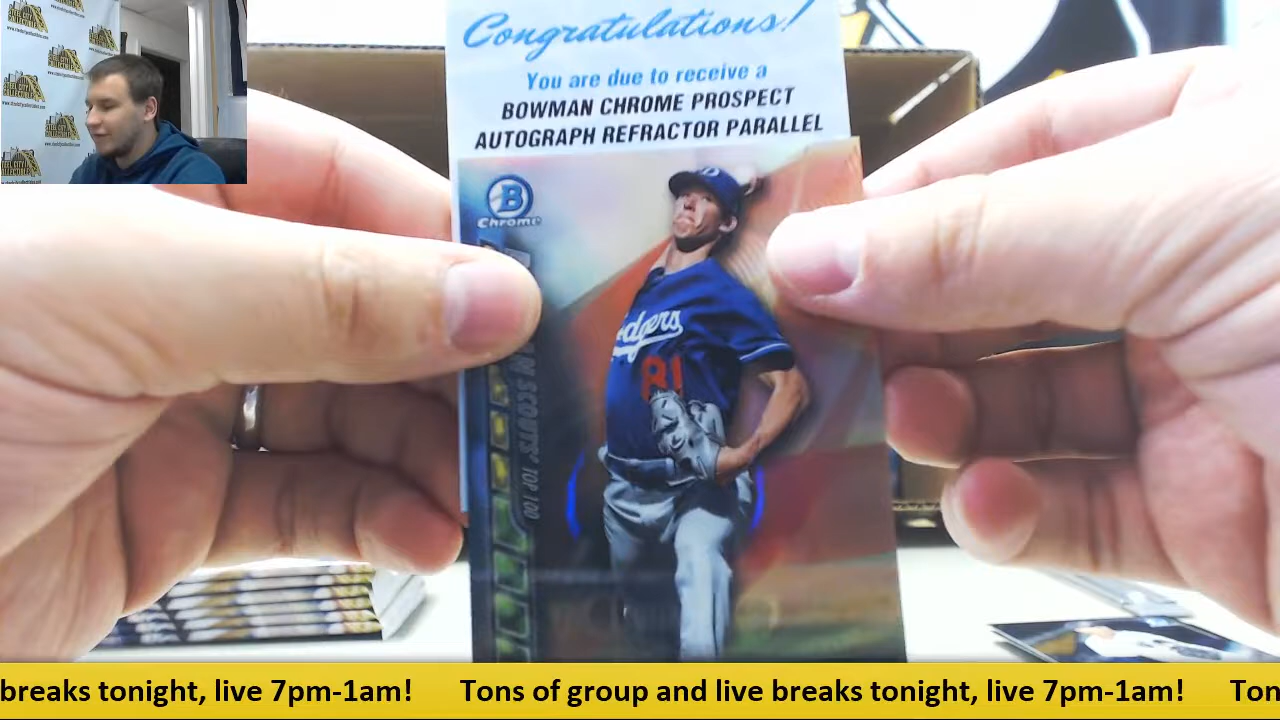 Congratulations!
You are due to receive a
BOWMAN CHROME PROSPECT
AUTOGRAPH REFRACTOR PARALLEL
B
Chrome
SCOUTS' TOP 100
D
dgers
81
breaks tonight, live 7pm-1am! Tons of group and live breaks tonight, live 7pm-1am! Ton